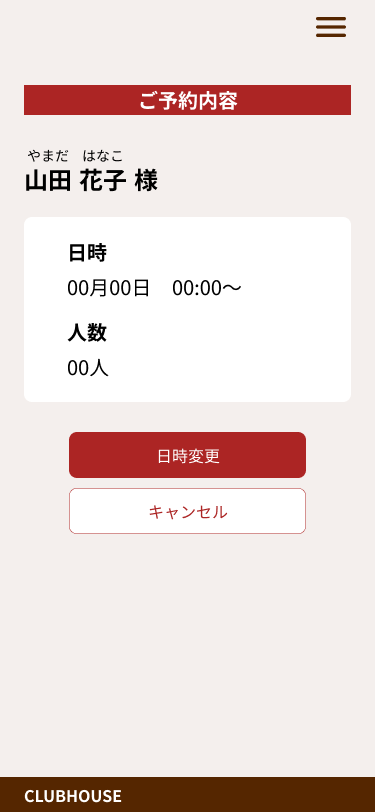 ご予約内容
やまだ　はなこ
山田 花子 様
日時
00月00日　00:00〜
人数
00人
日時変更
キャンセル
CLUBHOUSE